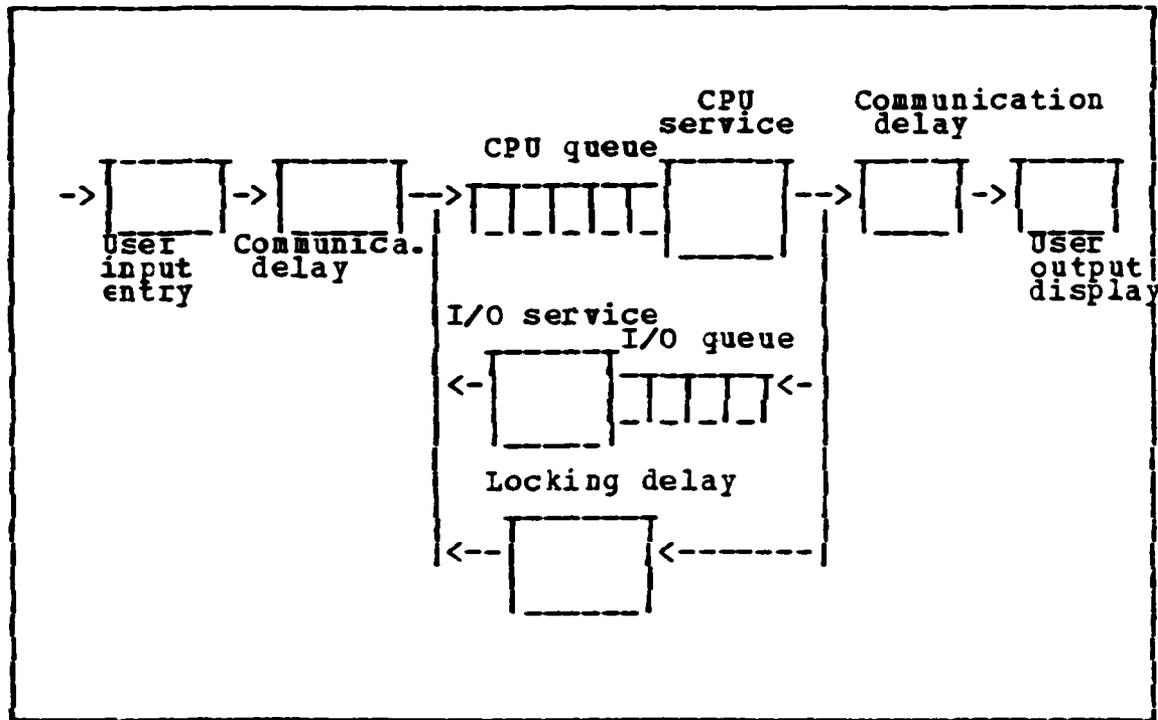 CPU
service
Communication
delay
CPU queue
User
input
entry
Communica.
delay
User
output
display
I/O service
I/O queue
Locking delay